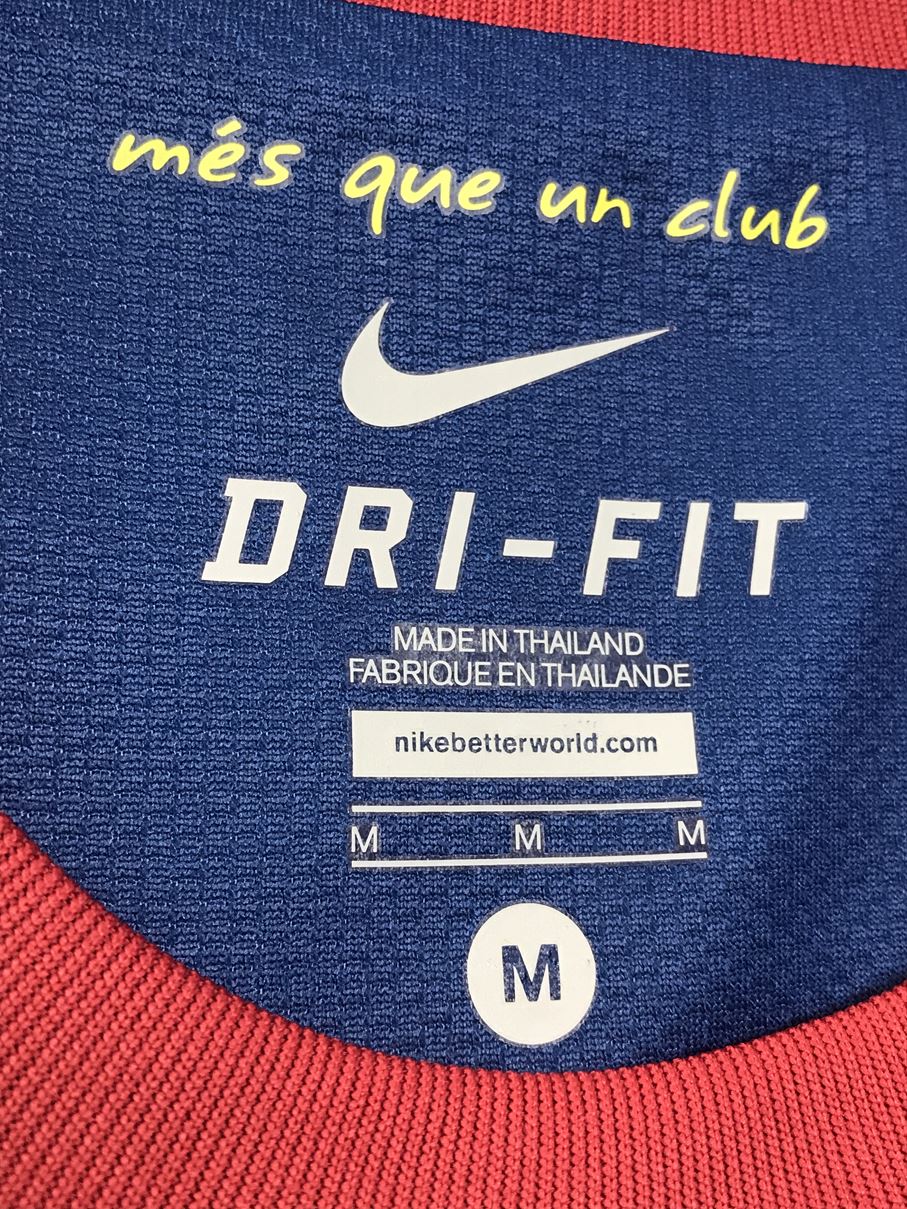 més que un club
DRI-FIT
MADE IN THAILAND
FABRIQUE EN THAILANDE
nikebetterworld.com
M M M
M